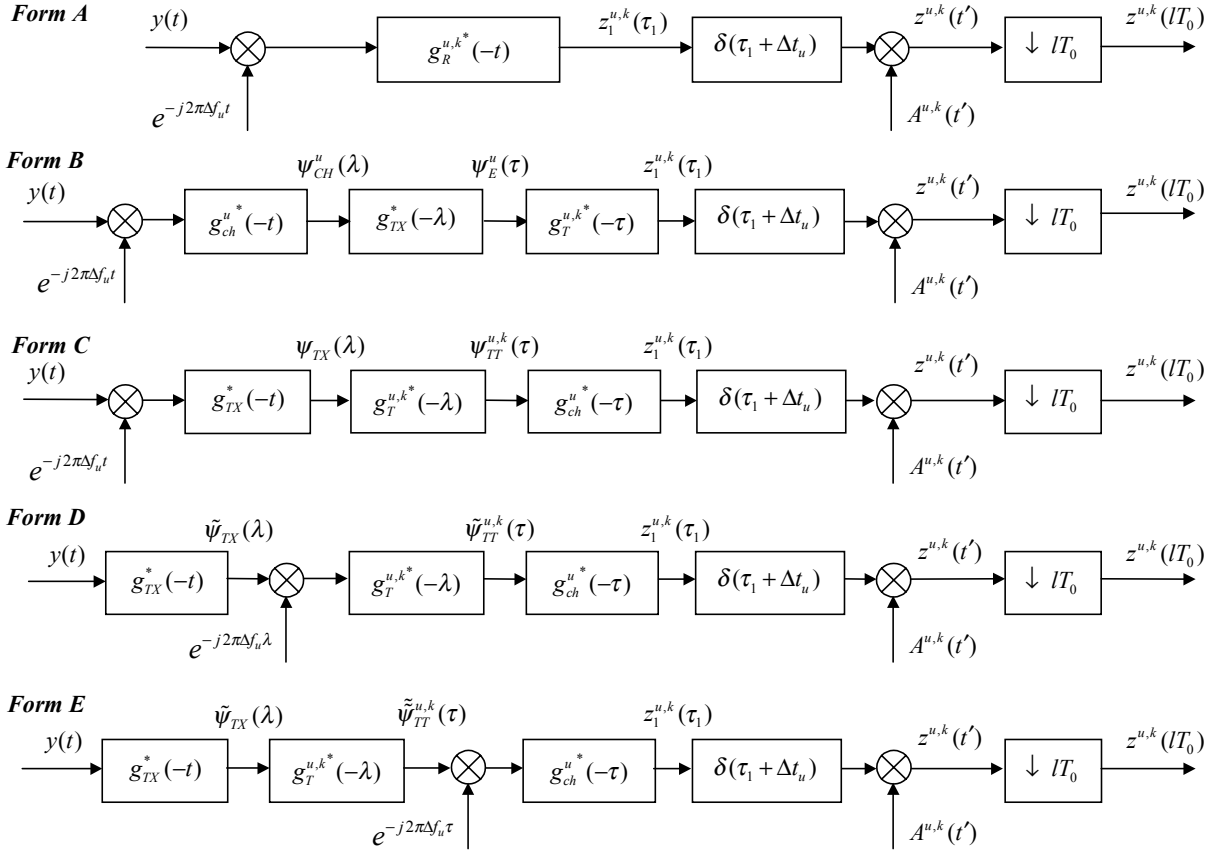 Form A
y(t)
e^{-j2πΔf_u t}
g_R^{u,k*}(-t)
z_1^{u,k}(τ_1)
δ(τ_1 + Δt_u)
z^{u,k}(t′)
A^{u,k}(t′)
↓ lT_0
z^{u,k}(lT_0)
Form B
y(t)
e^{-j2πΔf_u t}
g_{ch}^{u*}(-t)
ψ_{CH}^u(λ)
g_{TX}^*(-λ)
ψ_E^u(τ)
g_T^{u,k*}(-τ)
z_1^{u,k}(τ_1)
δ(τ_1 + Δt_u)
z^{u,k}(t′)
A^{u,k}(t′)
↓ lT_0
z^{u,k}(lT_0)
Form C
y(t)
e^{-j2πΔf_u t}
g_{TX}^*(-t)
ψ_{TX}(λ)
g_T^{u,k*}(-λ)
ψ_{TT}^{u,k}(τ)
g_{ch}^{u*}(-τ)
z_1^{u,k}(τ_1)
δ(τ_1 + Δt_u)
z^{u,k}(t′)
A^{u,k}(t′)
↓ lT_0
z^{u,k}(lT_0)
Form D
y(t)
g_{TX}^*(-t)
ψ̃_{TX}(λ)
e^{-j2πΔf_u λ}
g_T^{u,k*}(-λ)
ψ̃_{TT}^{u,k}(τ)
g_{ch}^{u*}(-τ)
z_1^{u,k}(τ_1)
δ(τ_1 + Δt_u)
z^{u,k}(t′)
A^{u,k}(t′)
↓ lT_0
z^{u,k}(lT_0)
Form E
y(t)
g_{TX}^*(-t)
ψ̃_{TX}(λ)
g_T^{u,k*}(-λ)
ψ̃̃_{TT}^{u,k}(τ)
e^{-j2πΔf_u τ}
g_{ch}^{u*}(-τ)
z_1^{u,k}(τ_1)
δ(τ_1 + Δt_u)
z^{u,k}(t′)
A^{u,k}(t′)
↓ lT_0
z^{u,k}(lT_0)